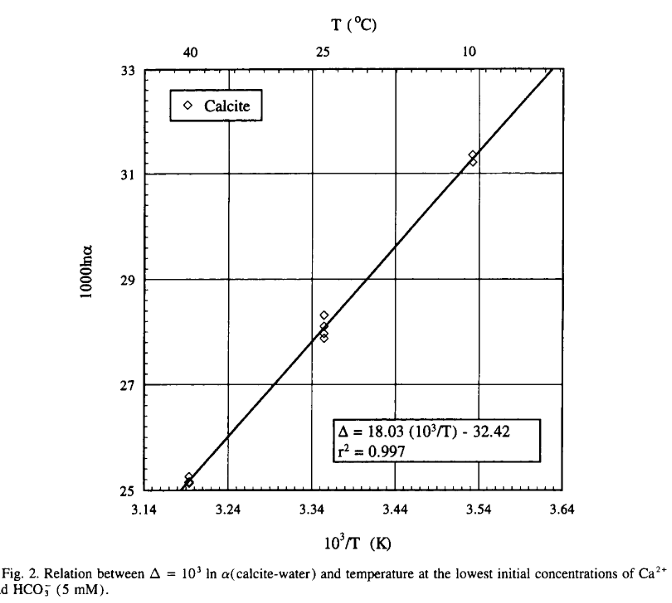 T (°C)
40 25 10
33
◇ Calcite
31
29
1000lnα
27
Δ = 18.03 (10³/T) - 32.42
r² = 0.997
25
3.14 3.24 3.34 3.44 3.54 3.64
10³/T (K)
Fig. 2. Relation between Δ = 10³ ln α(calcite-water) and temperature at the lowest initial concentrations of Ca²⁺
d HCO₃⁻ (5 mM).